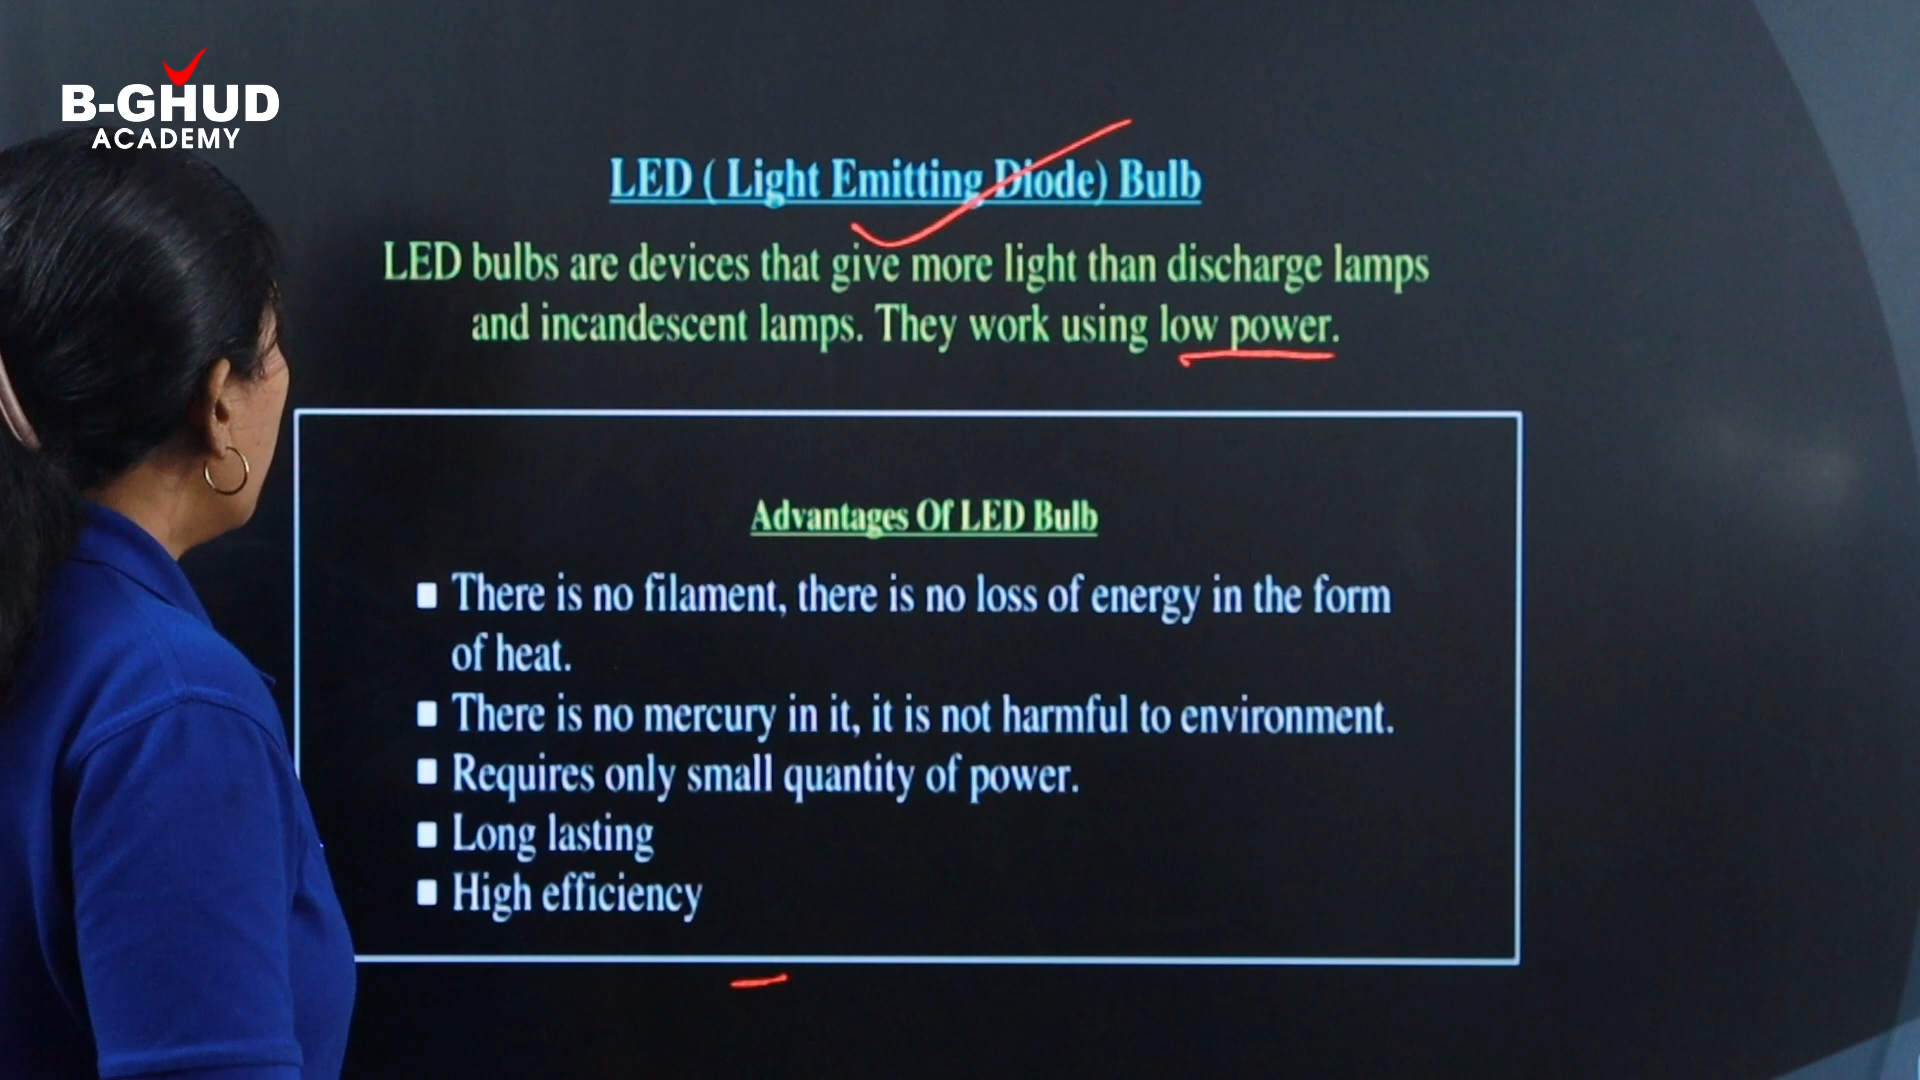 B-GHUD
ACADEMY
LED ( Light Emitting Diode) Bulb
LED bulbs are devices that give more light than discharge lamps
and incandescent lamps. They work using low power.
Advantages Of LED Bulb
■ There is no filament, there is no loss of energy in the form
of heat.
■ There is no mercury in it, it is not harmful to environment.
■ Requires only small quantity of power.
■ Long lasting
■ High efficiency